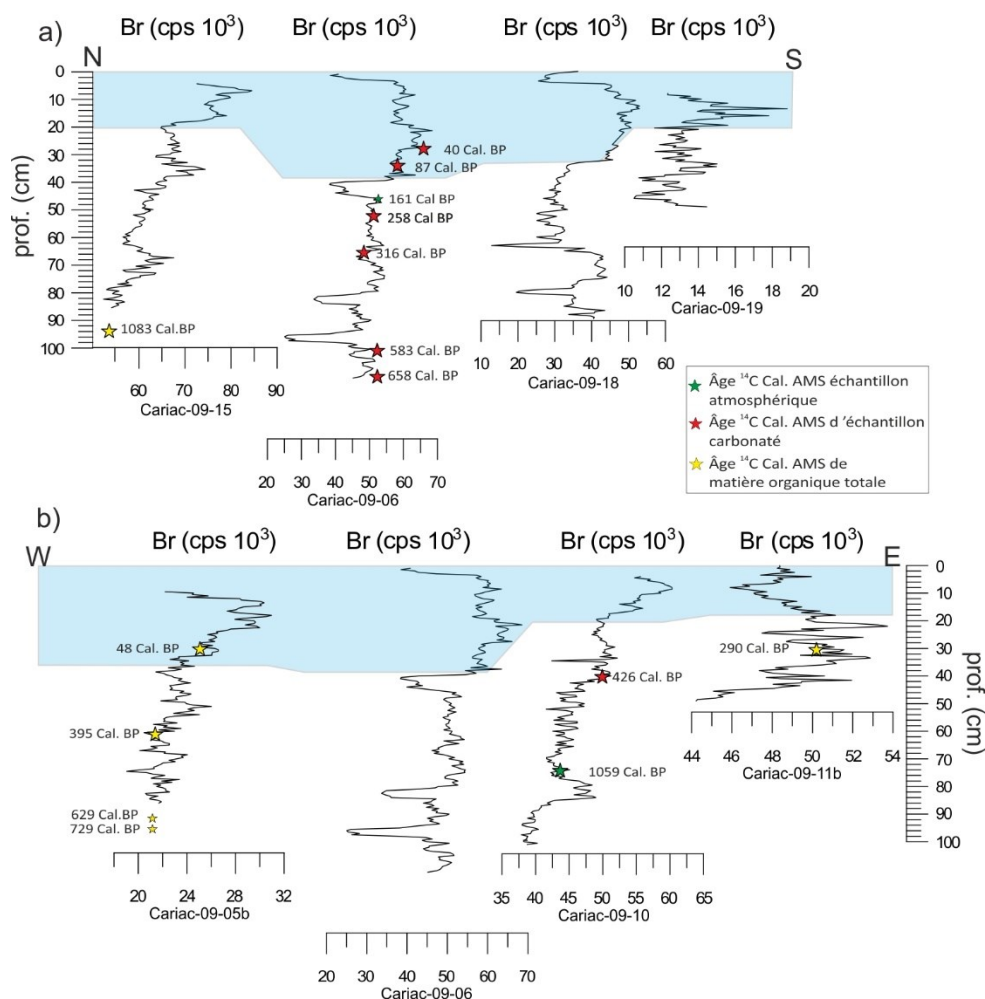 a)
Br (cps 10³) Br (cps 10³) Br (cps 10³) Br (cps 10³)
N S
0
10
20
30
40
50
60
70
80
90
100
prof. (cm)
40 Cal. BP
87 Cal. BP
161 Cal BP
258 Cal BP
316 Cal. BP
1083 Cal.BP
583 Cal. BP
658 Cal. BP
10 12 14 16 18 20
Cariac-09-19
10 20 30 40 50 60
Cariac-09-18
60 70 80 90
Cariac-09-15
20 30 40 50 60 70
Cariac-09-06
Âge ¹⁴C Cal. AMS échantillon
atmosphérique
Âge ¹⁴C Cal. AMS d 'échantillon
carbonaté
Âge ¹⁴C Cal. AMS de
matière organique totale
b)
Br (cps 10³) Br (cps 10³) Br (cps 10³) Br (cps 10³)
W E
0
10
20
30
40
50
60
70
80
90
100
prof. (cm)
48 Cal. BP
290 Cal. BP
426 Cal. BP
395 Cal. BP
1059 Cal. BP
629 Cal.BP
729 Cal. BP
44 46 48 50 52 54
Cariac-09-11b
20 24 28 32
Cariac-09-05b
35 40 45 50 55 60 65
Cariac-09-10
20 30 40 50 60 70
Cariac-09-06